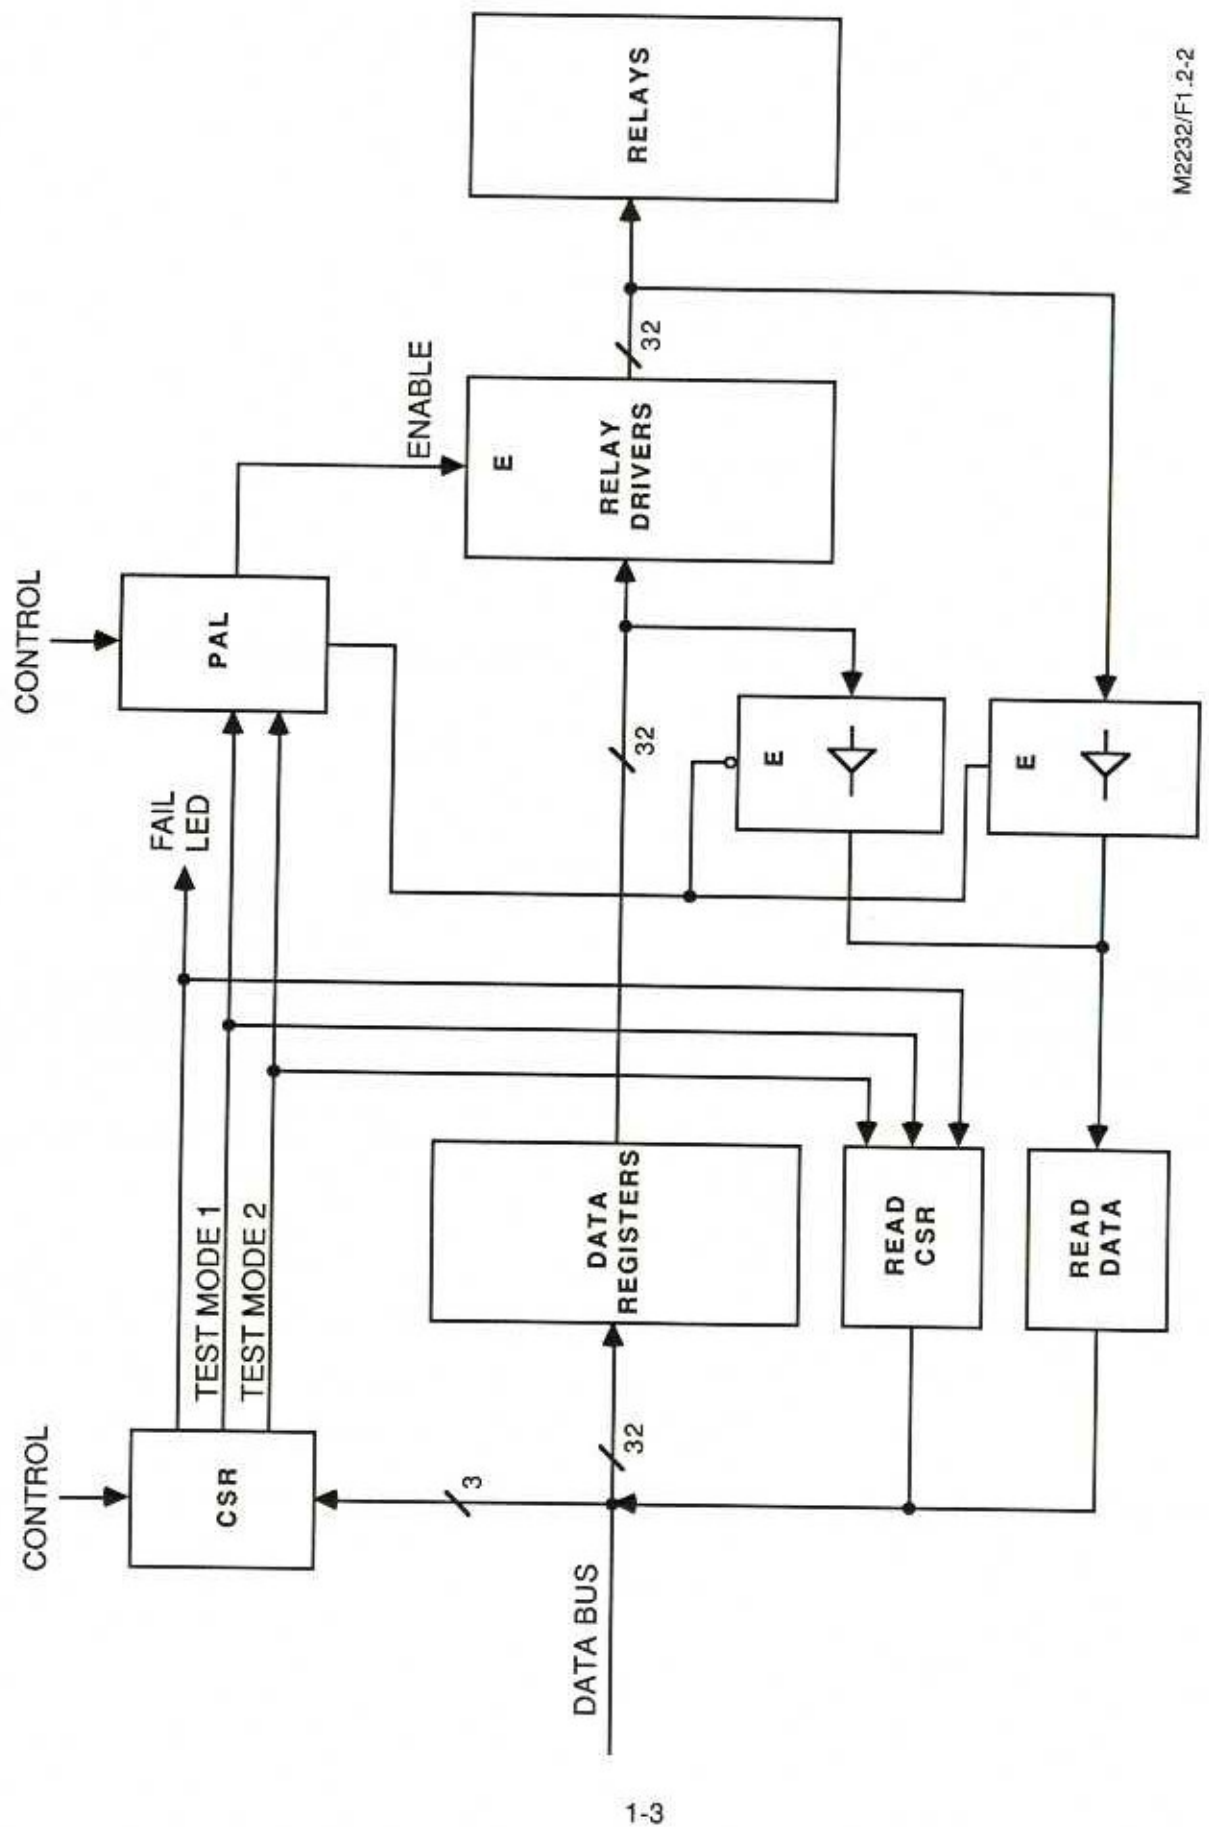 CONTROL
CONTROL
CSR
PAL
FAIL
LED
TEST MODE 1
TEST MODE 2
ENABLE
3
DATA BUS
32
DATA
REGISTERS
32
E
RELAY
DRIVERS
32
RELAYS
E
E
READ
CSR
READ
DATA
M2232/F1.2-2
1-3